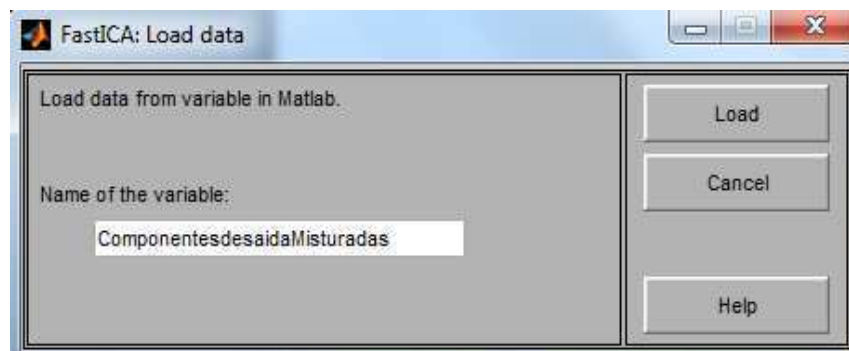 FastICA: Load data
Load data from variable in Matlab.
Load
Cancel
Name of the variable:
ComponentesdesaidaMisturadas
Help